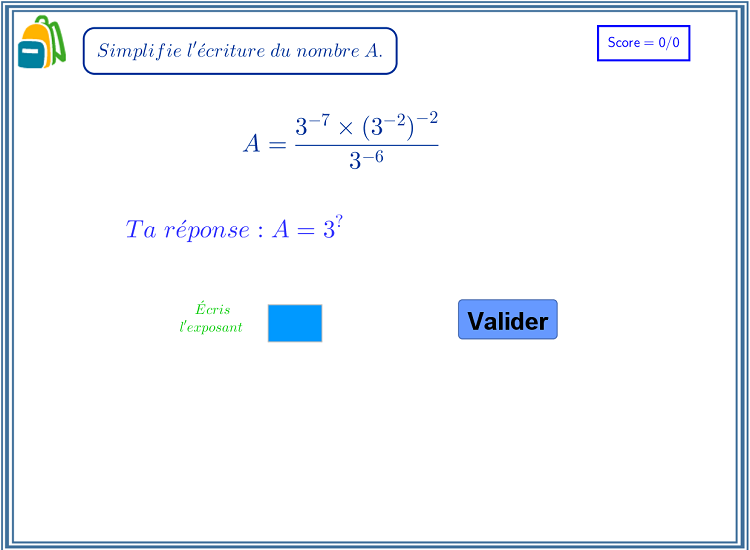 Simplifie l'écriture du nombre A.
Score = 0/0
A = \frac{3^{-7} \times (3^{-2})^{-2}}{3^{-6}}
Ta réponse : A = 3^?
Écris
l'exposant
Valider